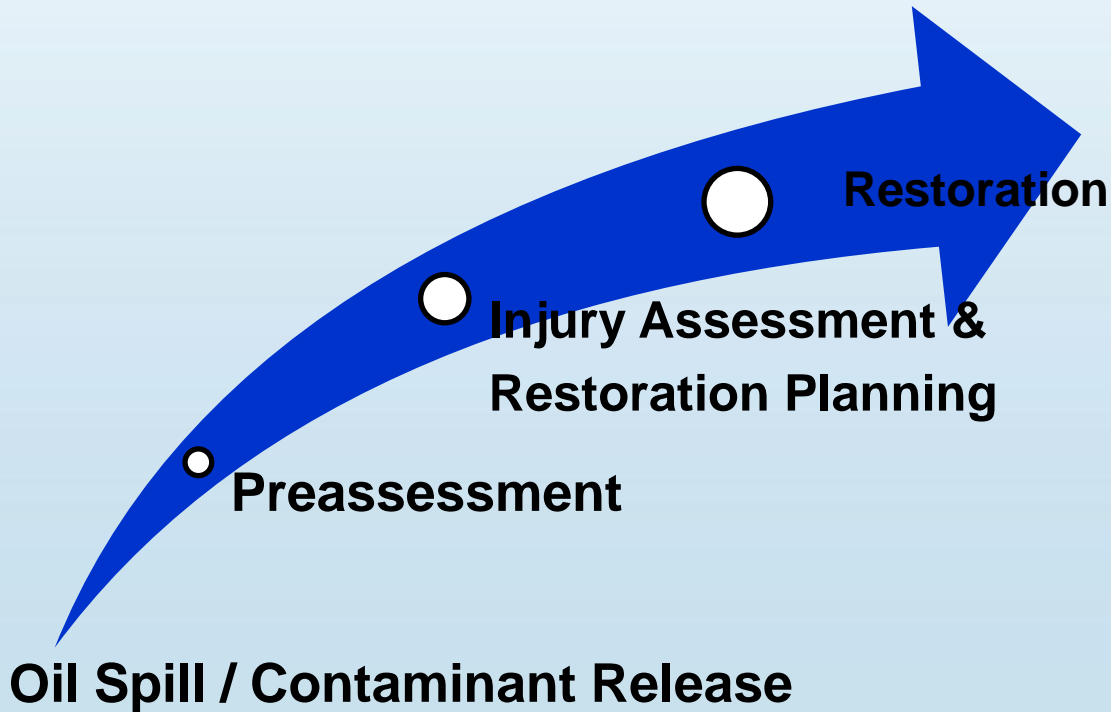 Restoration
Injury Assessment &
Restoration Planning
Preassessment
Oil Spill / Contaminant Release